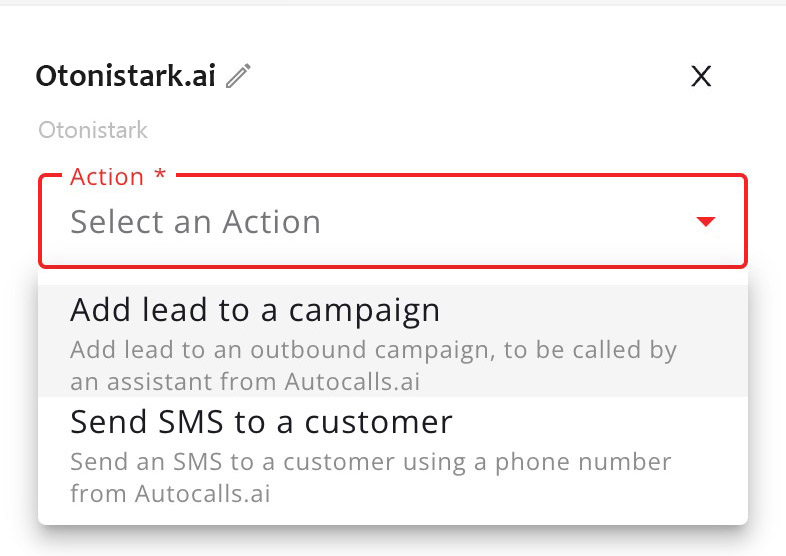 Otonistark.ai
X
Otonistark
Action *
Select an Action
Add lead to a campaign
Add lead to an outbound campaign, to be called by
an assistant from Autocalls.ai
Send SMS to a customer
Send an SMS to a customer using a phone number
from Autocalls.ai